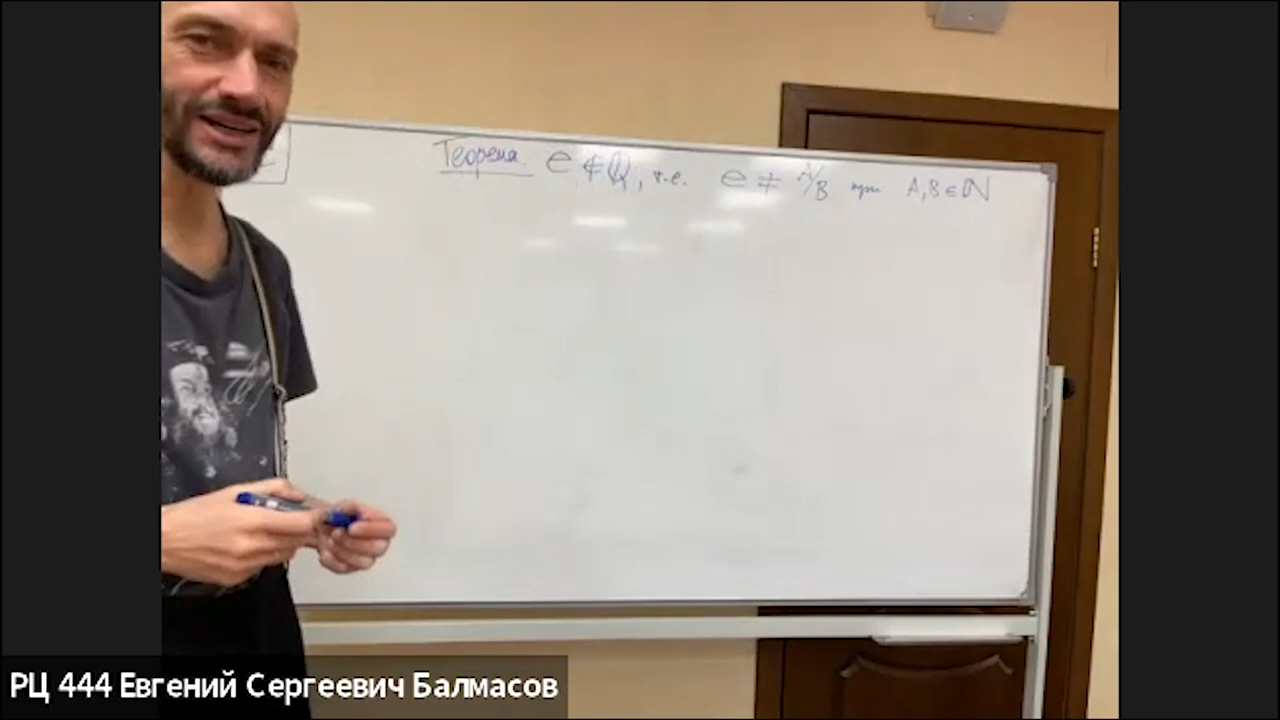 Теорема. e ∉ ℚ, т.е. e ≠ A/B при A, B ∈ ℕ
РЦ 444 Евгений Сергеевич Балмасов